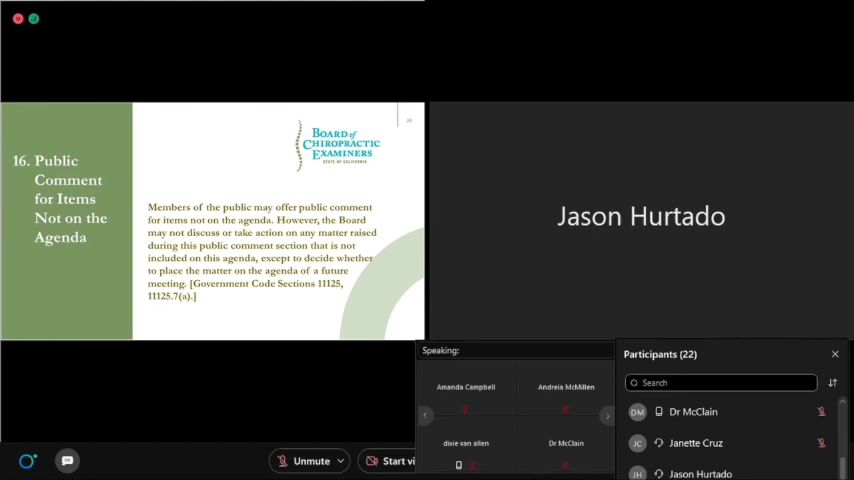 16. Public
Comment
for Items
Not on the
Agenda
20
BOARD of
CHIROPRACTIC
EXAMINERS
STATE OF CALIFORNIA
Members of the public may offer public comment
for items not on the agenda. However, the Board
may not discuss or take action on any matter raised
during this public comment section that is not
included on this agenda, except to decide whether
to place the matter on the agenda of a future
meeting. [Government Code Sections 11125,
11125.7(a).]
Jason Hurtado
Speaking:
Amanda Campbell
Andreia McMillen
dixie van allen
Dr McClain
Participants (22)
Search
DM Dr McClain
JC Janette Cruz
JH Jason Hurtado
Unmute
Start vi